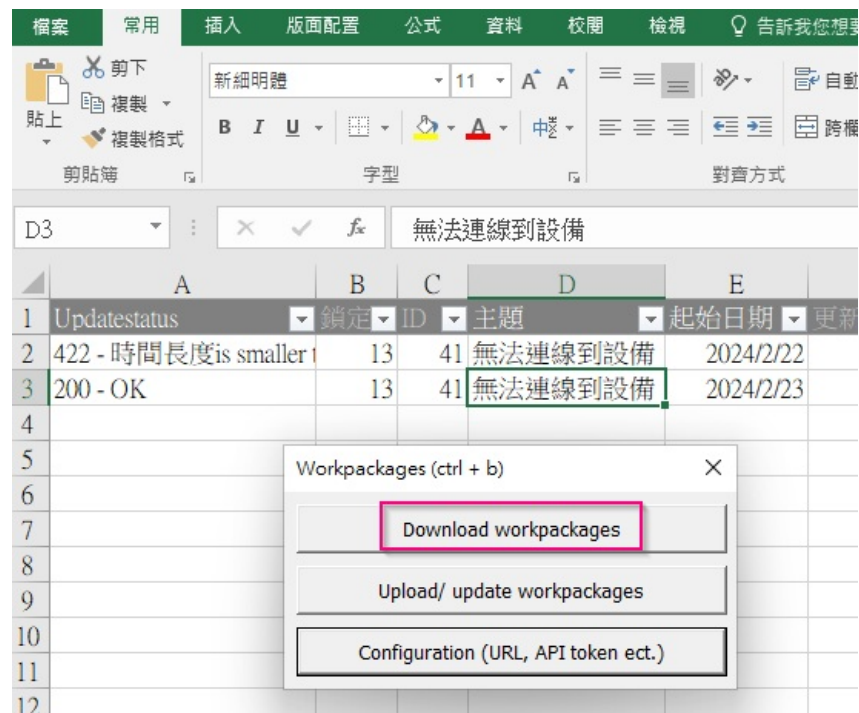 檔案 常用 插入 版面配置 公式 資料 校閱 檢視 告訴我您想要
剪下
新細明體 11 A A 自動
複製
貼上
B I U A 中 跨欄
複製格式
剪貼簿 字型 對齊方式
D3 fx 無法連線到設備
A B C D E
1 Updatestatus 鎖定 ID 主題 起始日期 更新
2 422 - 時間長度is smaller t 13 41 無法連線到設備 2024/2/22
3 200 - OK 13 41 無法連線到設備 2024/2/23
4
5
Workpackages (ctrl + b)
6
7
Download workpackages
8
9
Upload/ update workpackages
10
11
Configuration (URL, API token ect.)
12